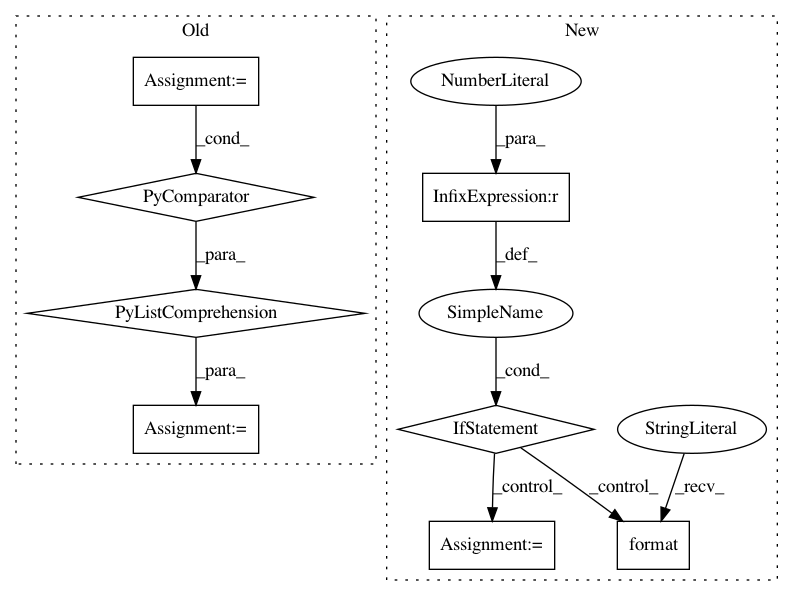 Old
Assignment:=
_cond_
PyComparator
_para_
PyListComprehension
_para_
Assignment:=
New
NumberLiteral
_para_
InfixExpression:r
_def_
SimpleName
_cond_
IfStatement
StringLiteral
_control_
_control_
_recv_
Assignment:=
format